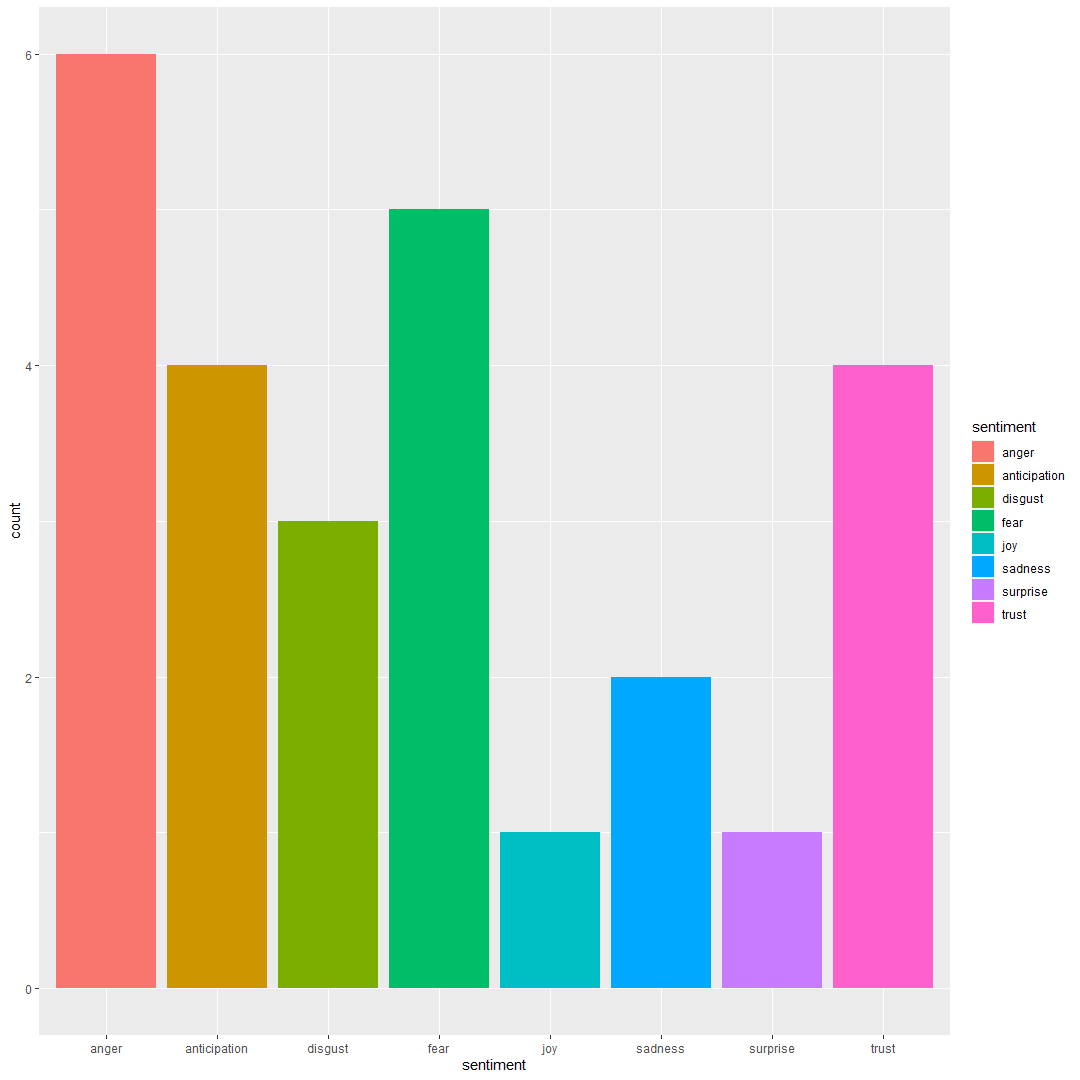 6
4
2
0
count
anger anticipation disgust fear joy sadness surprise trust
sentiment
sentiment
anger
anticipation
disgust
fear
joy
sadness
surprise
trust